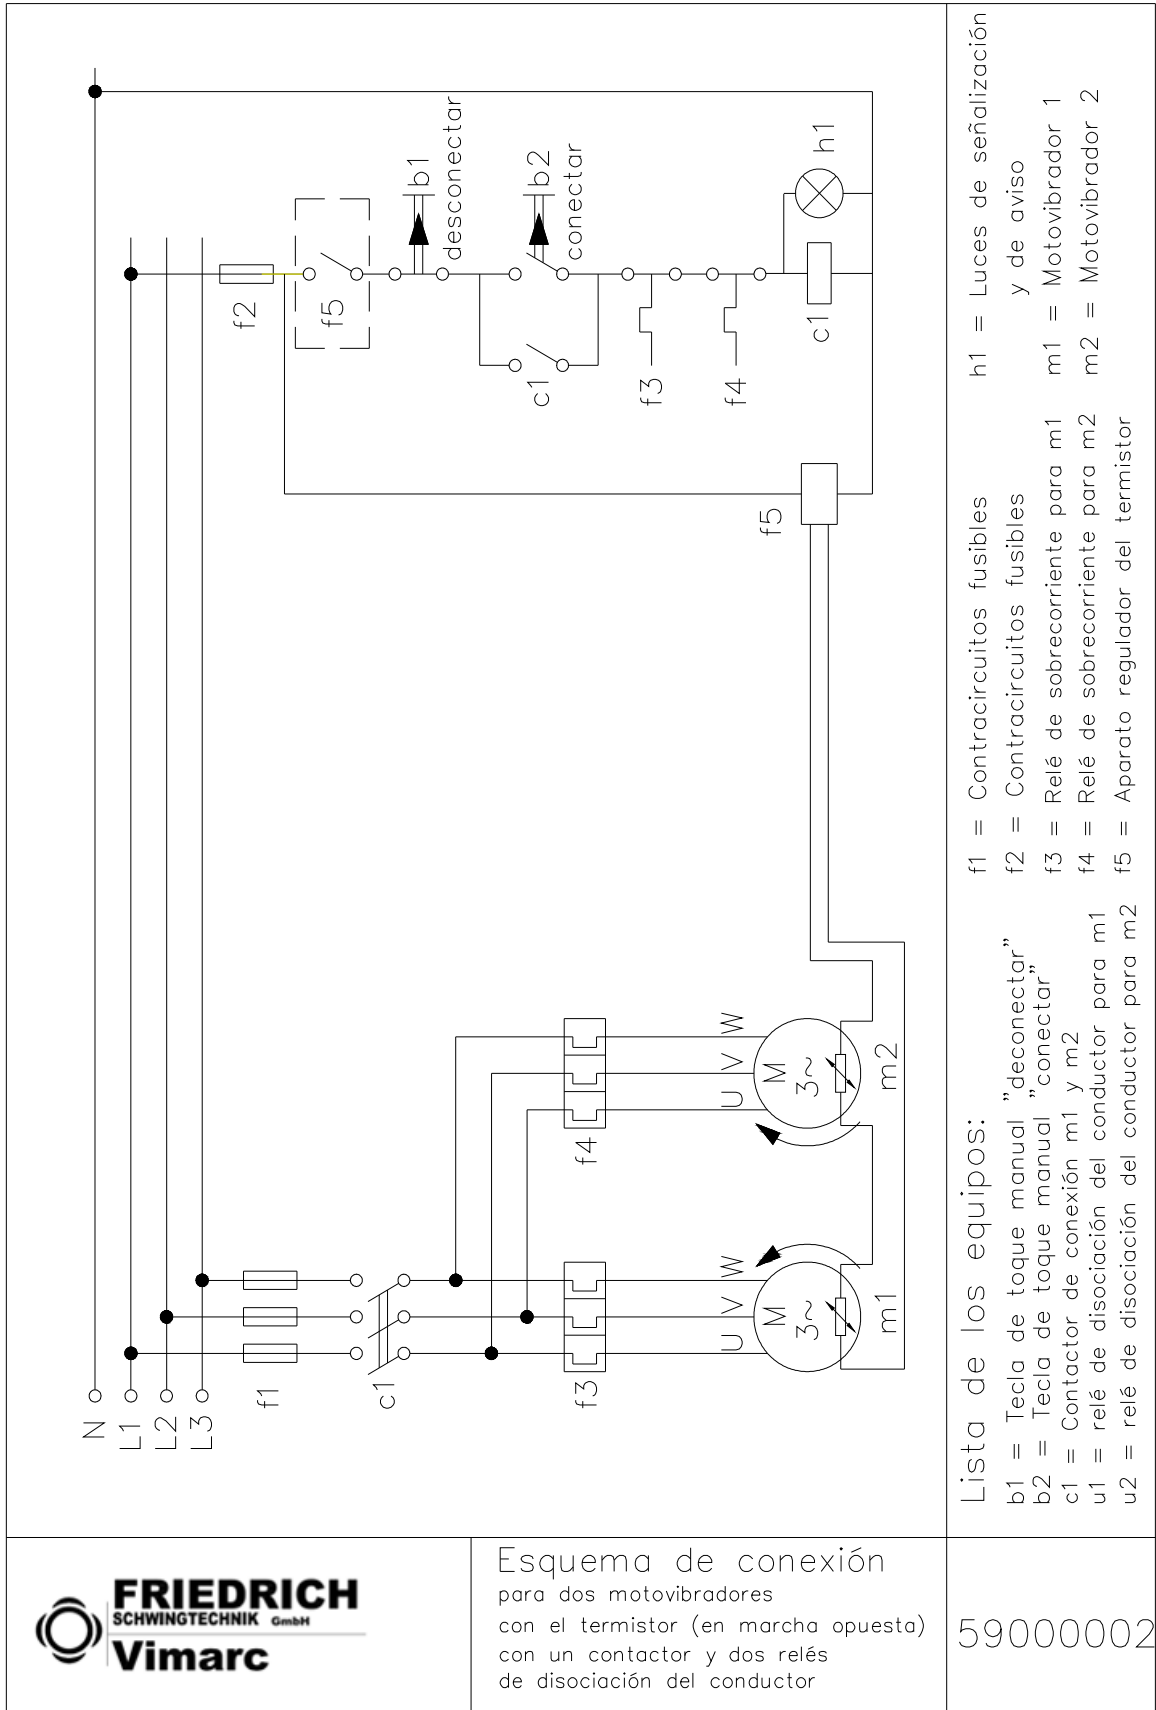 N
L1
L2
L3
f1
c1
f3
U V W
M
3~
m1
f4
U V W
M
3~
m2
f5
f2
f5
b1
desconectar
b2
conectar
c1
f3
f4
c1
h1
Lista de los equipos:
b1 = Tecla de toque manual "deconectar"
b2 = Tecla de toque manual "conectar"
c1 = Contactor de conexión m1 y m2
u1 = relé de disociación del conductor para m1
u2 = relé de disociación del conductor para m2
f1 = Contracircuitos fusibles
f2 = Contracircuitos fusibles
f3 = Relé de sobrecorriente para m1
f4 = Relé de sobrecorriente para m2
f5 = Aparato regulador del termistor
h1 = Luces de señalización
y de aviso
m1 = Motovibrador 1
m2 = Motovibrador 2
FRIEDRICH
SCHWINGTECHNIK GmbH
Vimarc
Esquema de conexión
para dos motovibradores
con el termistor (en marcha opuesta)
con un contactor y dos relés
de disociación del conductor
59000002